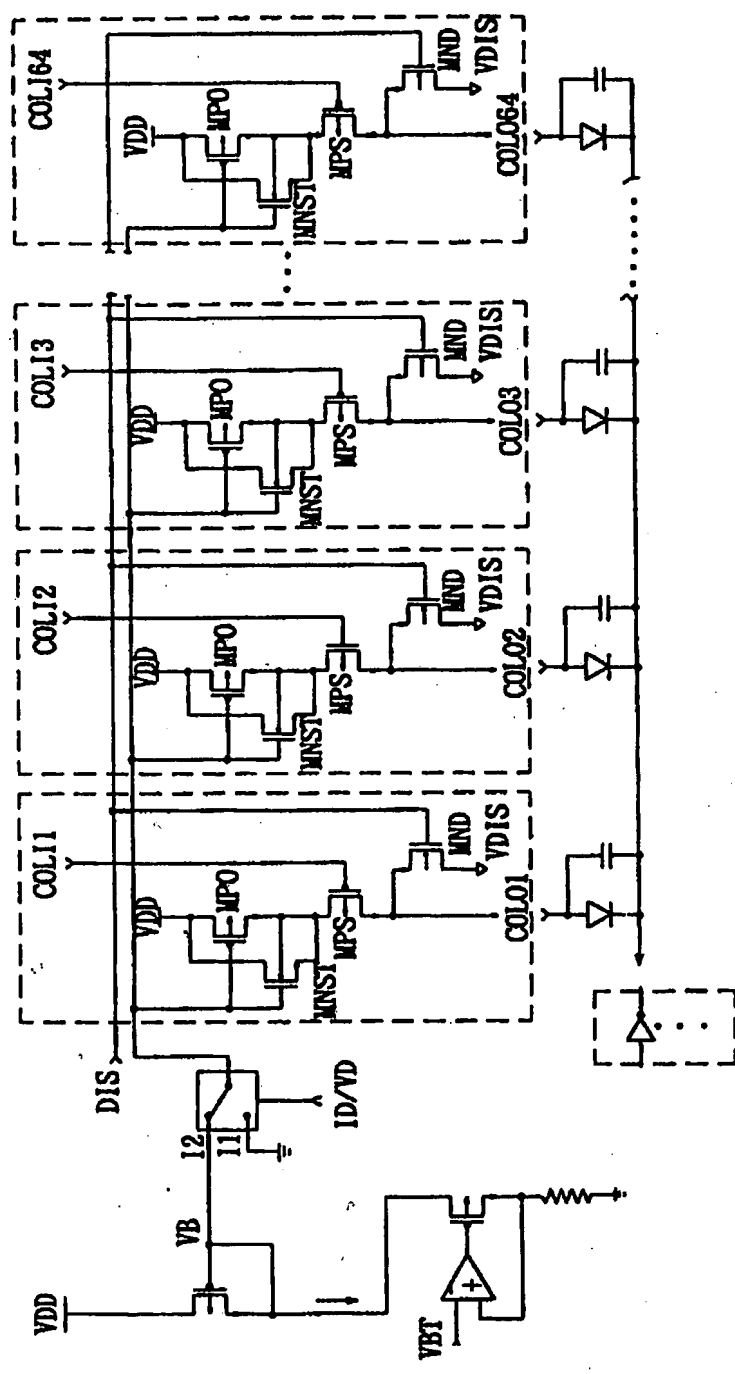 VDD
VB
VBT
I2
I1
ID/VD
DIS
COLI1
VDD
MPO
MNST
MPS
MND
VDIS
COLO1
COLI2
VDD
MPO
MNST
MPS
MND
VDIS
COLO2
COLI3
VDD
MPO
MNST
MPS
MND
VDIS
COLO3
COLI64
VDD
MPO
MNST
MPS
MND
VDIS
COLO64